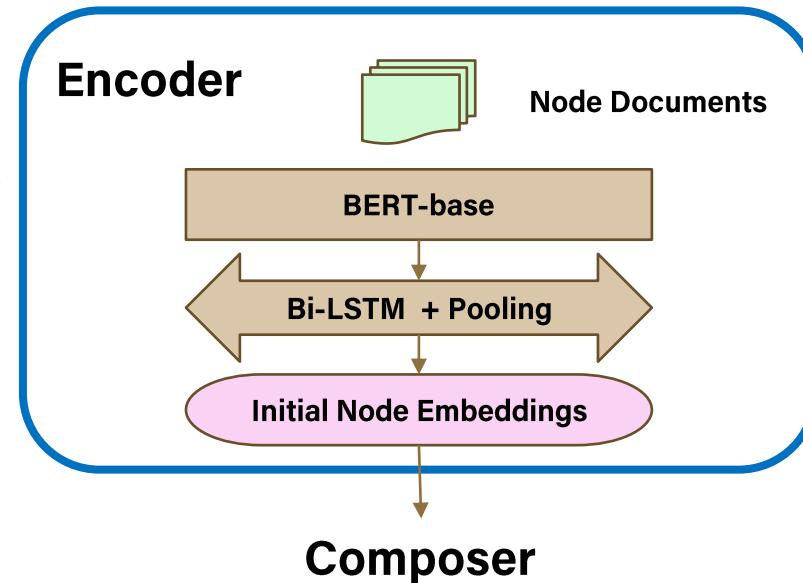 Encoder
Node Documents
BERT-base
Bi-LSTM + Pooling
Initial Node Embeddings
Composer